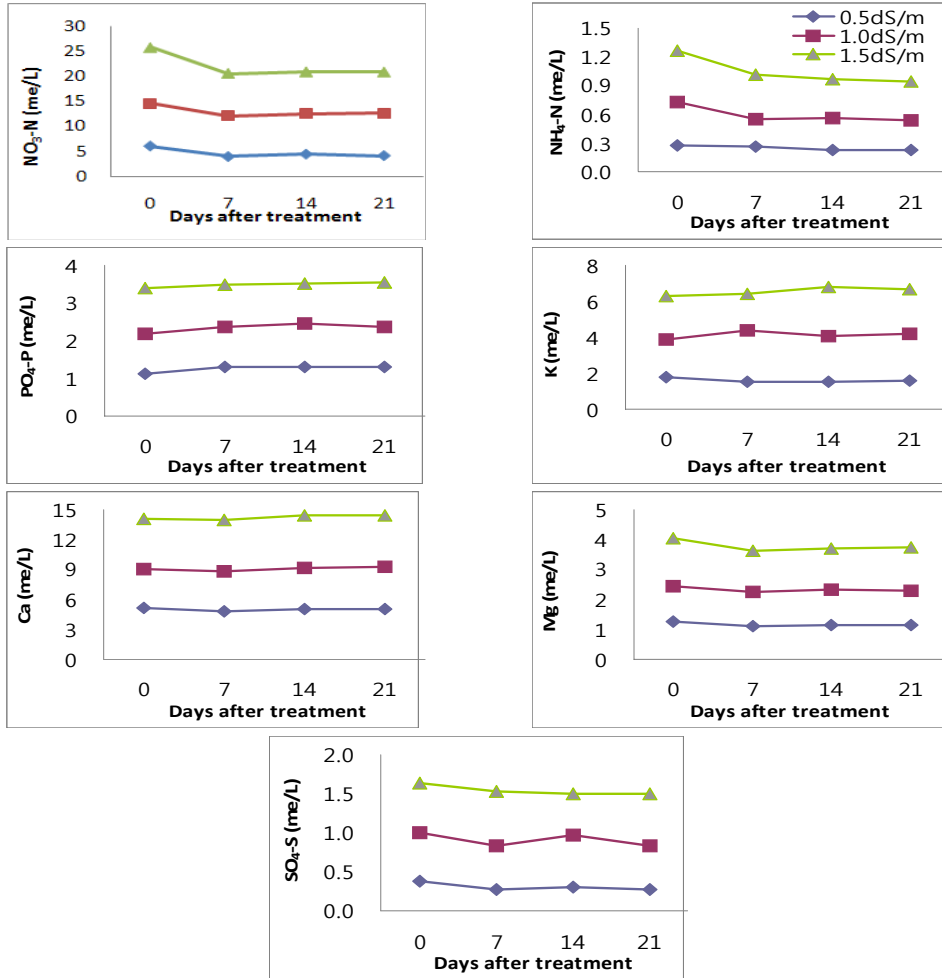 NO₃-N (me/L)
30
25
20
15
10
5
0
0 7 14 21
Days after treatment
NH₄-N (me/L)
1.5
1.2
0.9
0.6
0.3
0.0
0.5dS/m
1.0dS/m
1.5dS/m
0 7 14 21
Days after treatment
PO₄-P (me/L)
4
3
2
1
0
0 7 14 21
Days after treatment
K (me/L)
8
6
4
2
0
0 7 14 21
Days after treatment
Ca (me/L)
15
12
9
6
3
0
0 7 14 21
Days after treatment
Mg (me/L)
5
4
3
2
1
0
0 7 14 21
Days after treatment
SO₄-S (me/L)
2.0
1.5
1.0
0.5
0.0
0 7 14 21
Days after treatment